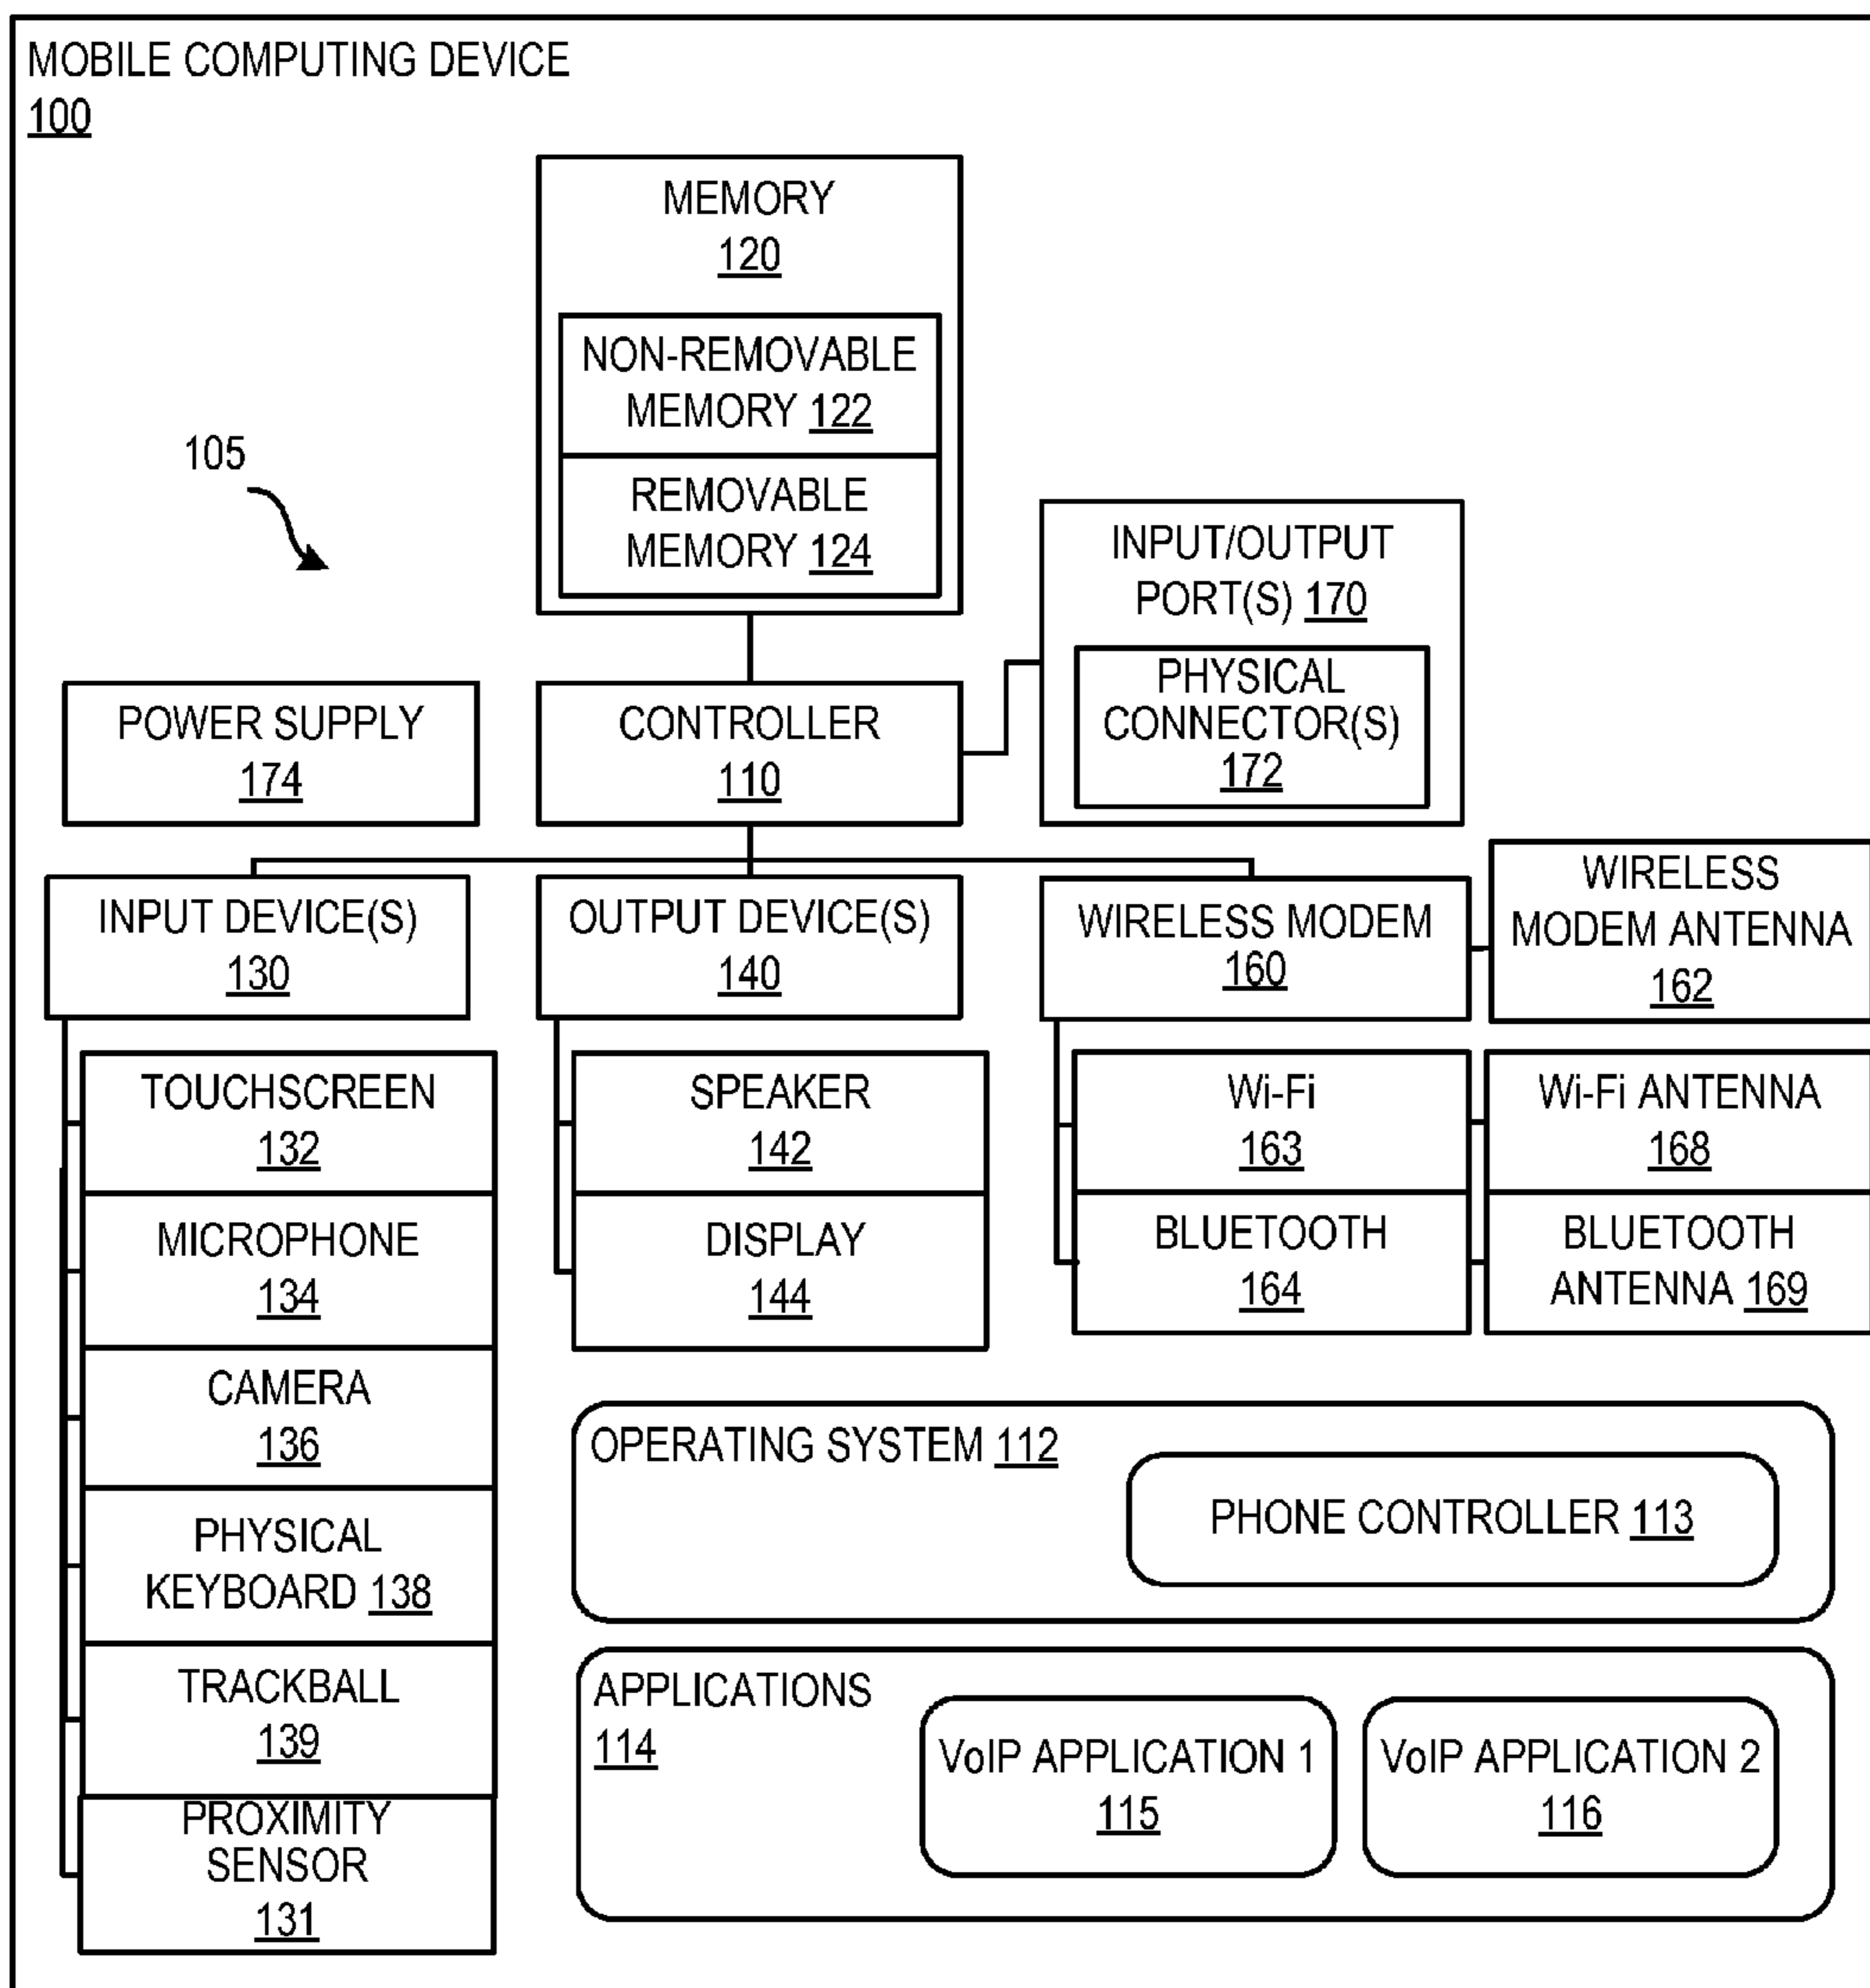 MOBILE COMPUTING DEVICE
100
MEMORY
120
NON-REMOVABLE
MEMORY 122
REMOVABLE
MEMORY 124
105
INPUT/OUTPUT
PORT(S) 170
PHYSICAL
CONNECTOR(S)
172
POWER SUPPLY
174
CONTROLLER
110
INPUT DEVICE(S)
130
OUTPUT DEVICE(S)
140
WIRELESS MODEM
160
WIRELESS
MODEM ANTENNA
162
TOUCHSCREEN
132
MICROPHONE
134
CAMERA
136
PHYSICAL
KEYBOARD 138
TRACKBALL
139
PROXIMITY
SENSOR
131
SPEAKER
142
DISPLAY
144
Wi-Fi
163
BLUETOOTH
164
Wi-Fi ANTENNA
168
BLUETOOTH
ANTENNA 169
OPERATING SYSTEM 112
PHONE CONTROLLER 113
APPLICATIONS
114
VoIP APPLICATION 1
115
VoIP APPLICATION 2
116